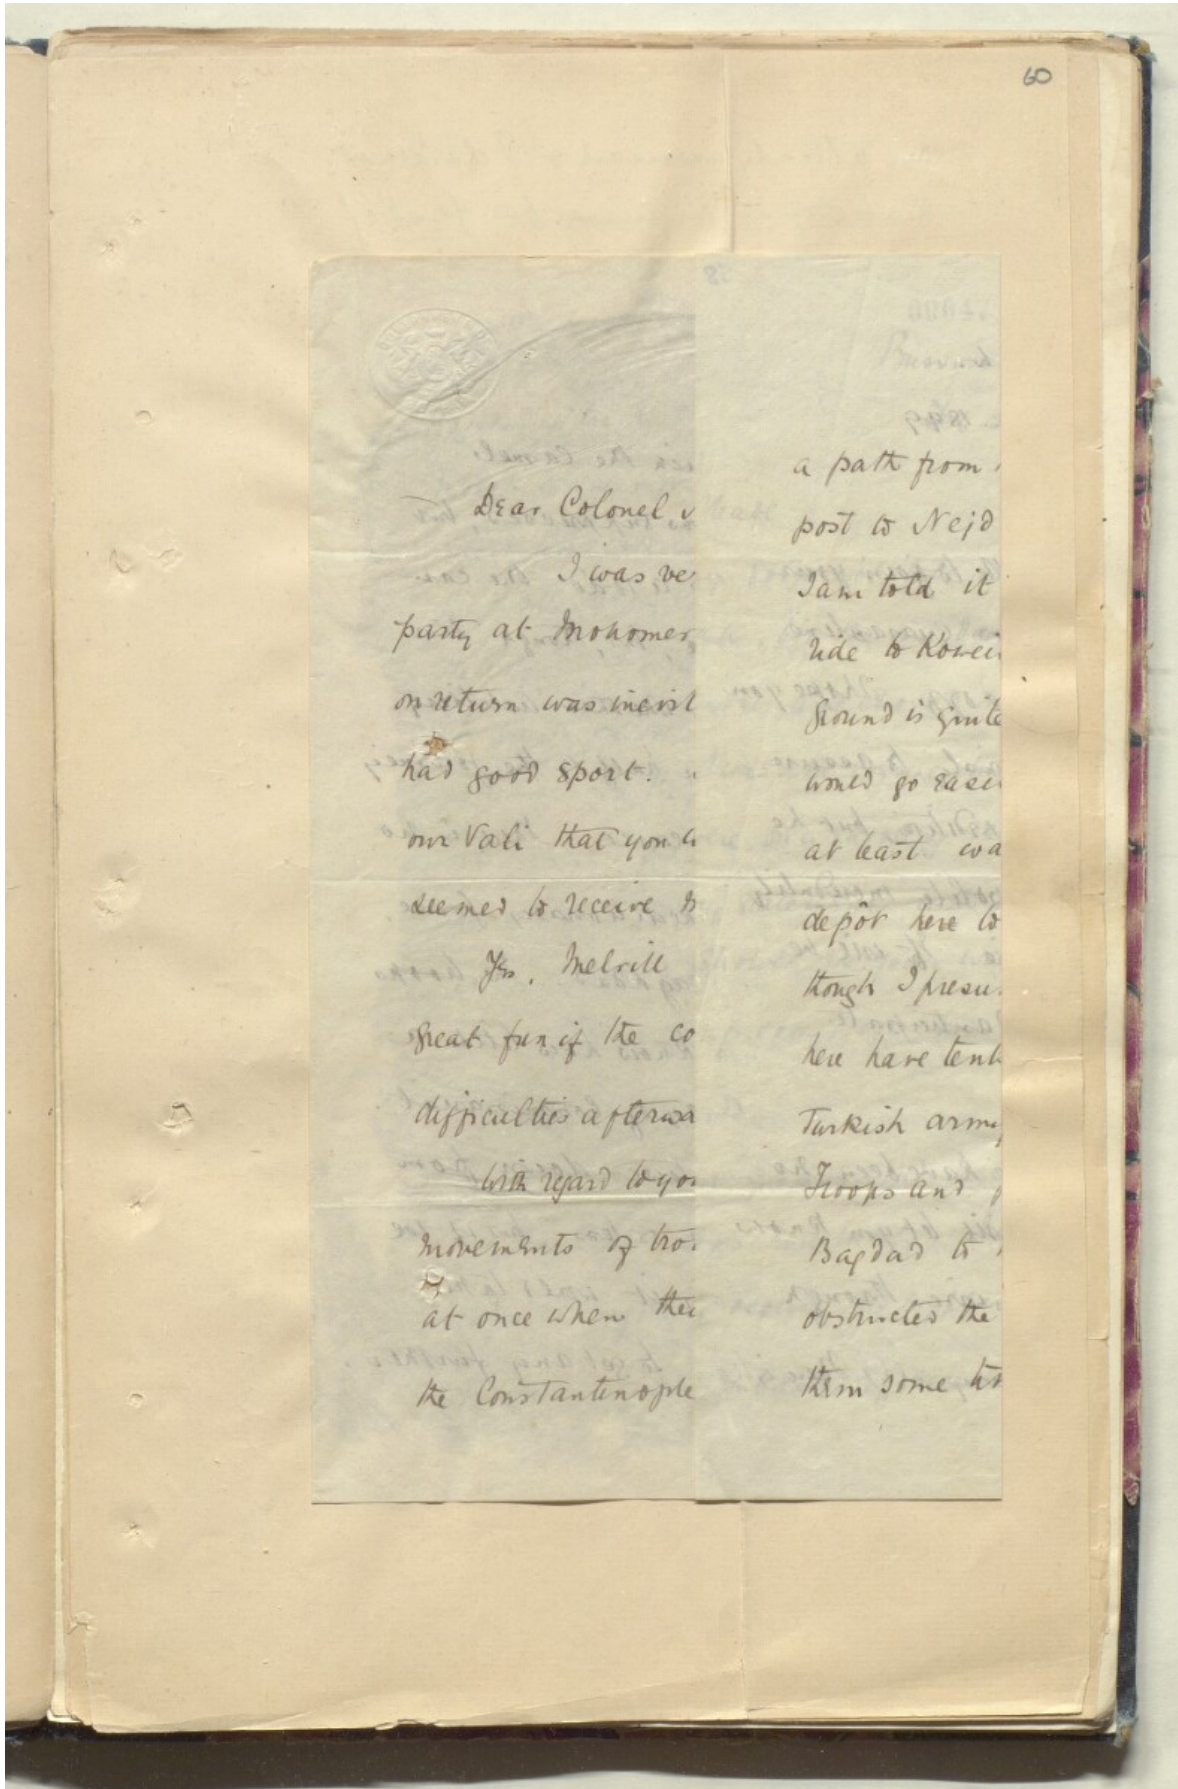 60
Dear Colonel
I was ve
party at Mohomer
on return was inevit
had good sport.
our Vali that you
seemed to receive
Yes, Melvill
great fun if the co
difficulties afterwa
With regard to you
movements of tro
at once when thei
the Constantinople
a path from
post to Nejd
I am told it
ride to Kowei
ground is quite
would go easi
at least wa
depôt here to
though I presu
here have tent
Turkish army
Troops and
Bagdad to
obstructed the
them some